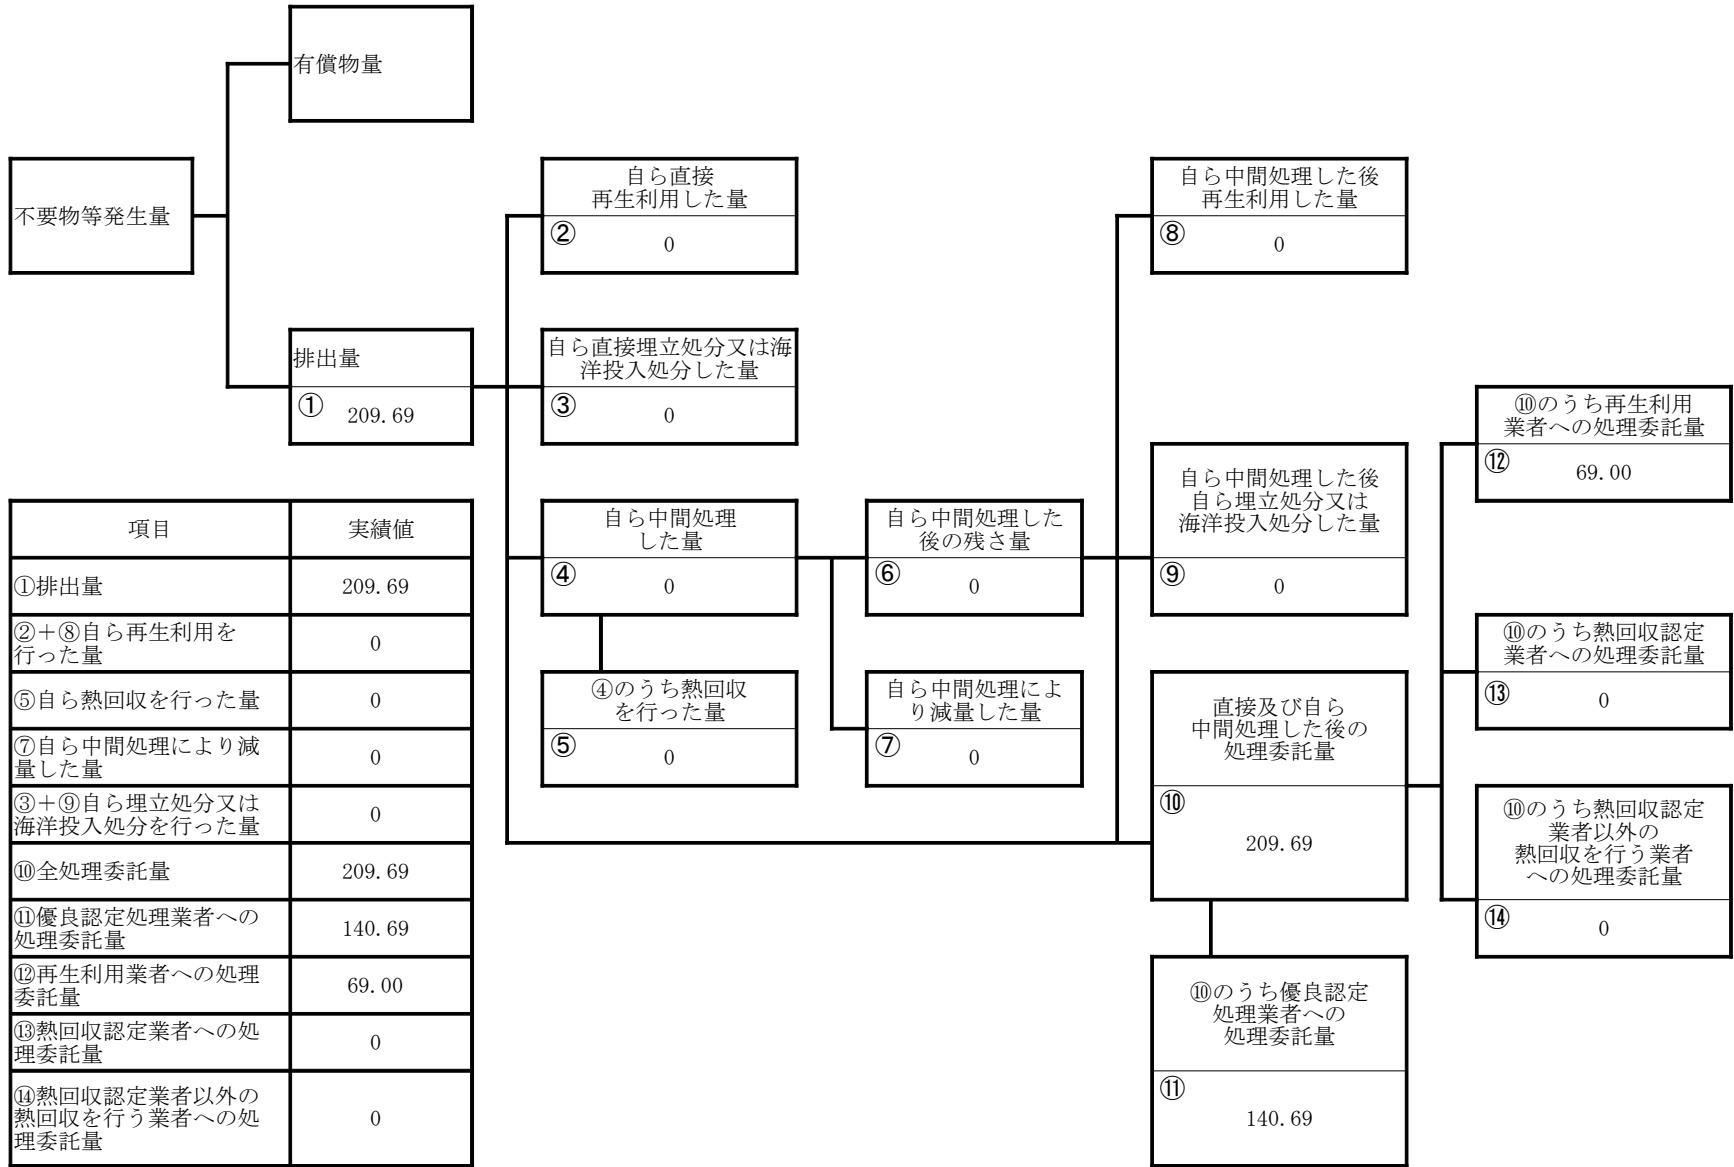 有償物量
不要物等発生量
排出量
①
209.69
自ら直接
再生利用した量
②
0
自ら直接埋立処分又は海
洋投入処分した量
③
0
自ら中間処理
した量
④
0
④のうち熱回収
を行った量
⑤
0
自ら中間処理した
後の残さ量
⑥
0
自ら中間処理によ
り減量した量
⑦
0
自ら中間処理した後
再生利用した量
⑧
0
自ら中間処理した後
自ら埋立処分又は
海洋投入処分した量
⑨
0
直接及び自ら
中間処理した後の
処理委託量
⑩
209.69
⑩のうち優良認定
処理業者への
処理委託量
⑪
140.69
⑩のうち再生利用
業者への処理委託量
⑫
69.00
⑩のうち熱回収認定
業者への処理委託量
⑬
0
⑩のうち熱回収認定
業者以外の
熱回収を行う業者
への処理委託量
⑭
0
項目 実績値
①排出量 209.69
②＋⑧自ら再生利用を
行った量 0
⑤自ら熱回収を行った量 0
⑦自ら中間処理により減
量した量 0
③＋⑨自ら埋立処分又は
海洋投入処分を行った量 0
⑩全処理委託量 209.69
⑪優良認定処理業者への
処理委託量 140.69
⑫再生利用業者への処理
委託量 69.00
⑬熱回収認定業者への処
理委託量 0
⑭熱回収認定業者以外の
熱回収を行う業者への処
理委託量 0